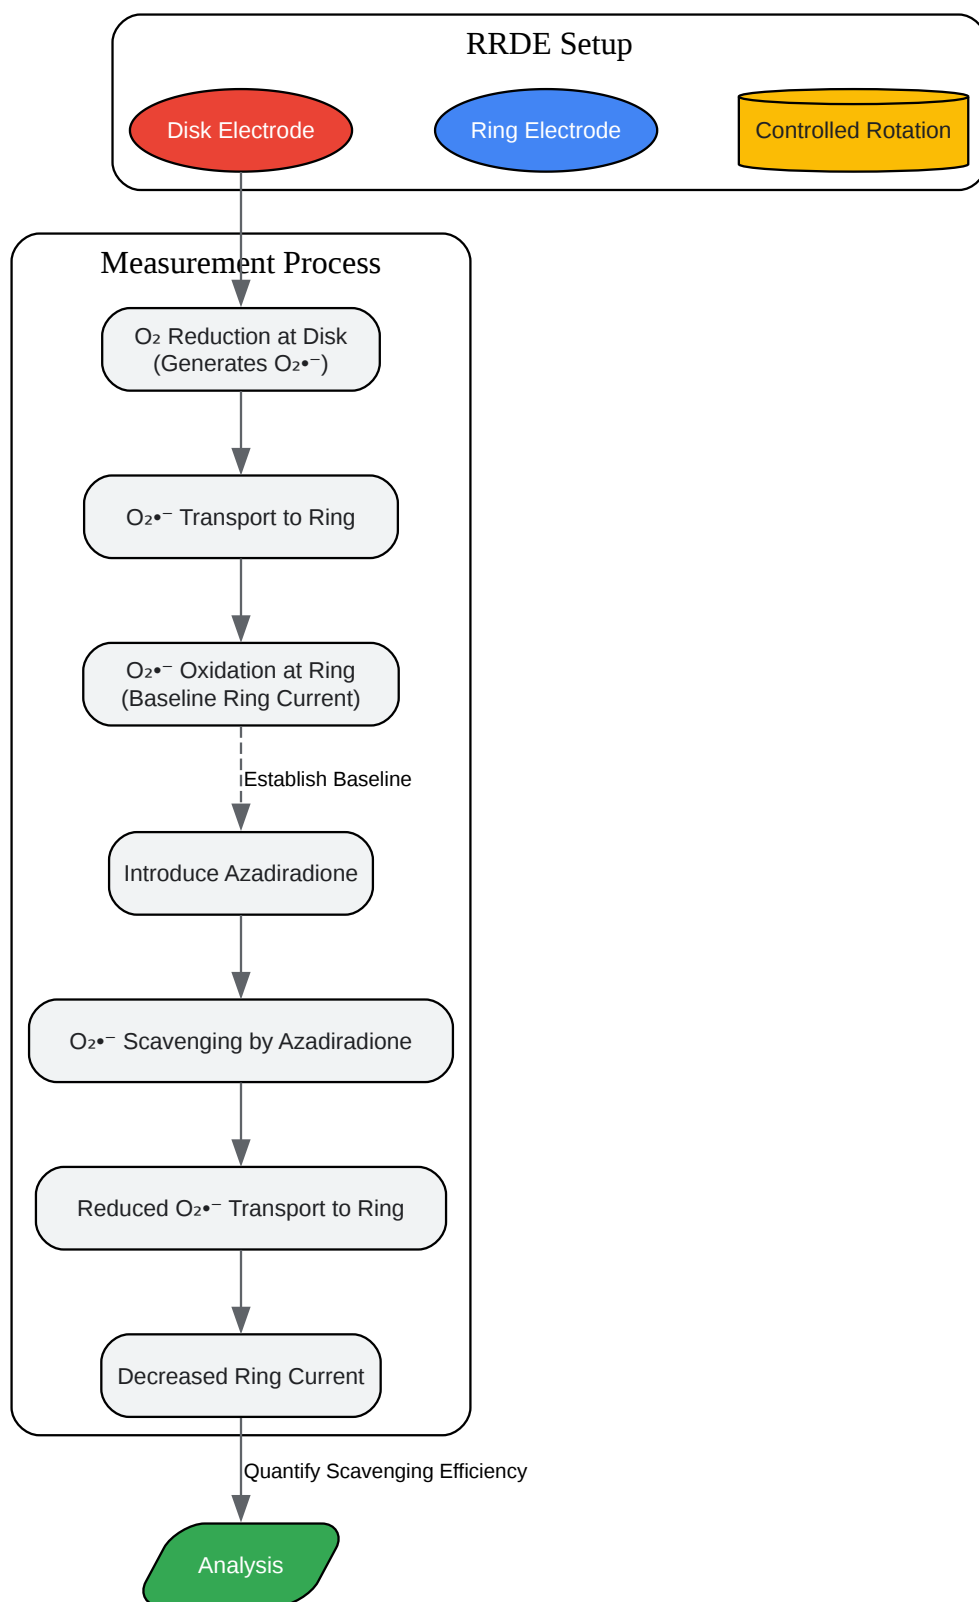 RRDE Setup
Disk Electrode
Ring Electrode
Controlled Rotation
Measurement Process
O₂ Reduction at Disk
(Generates O₂•⁻)
O₂•⁻ Transport to Ring
O₂•⁻ Oxidation at Ring
(Baseline Ring Current)
Establish Baseline
Introduce Azadiradione
O₂•⁻ Scavenging by Azadiradione
Reduced O₂•⁻ Transport to Ring
Decreased Ring Current
Quantify Scavenging Efficiency
Analysis